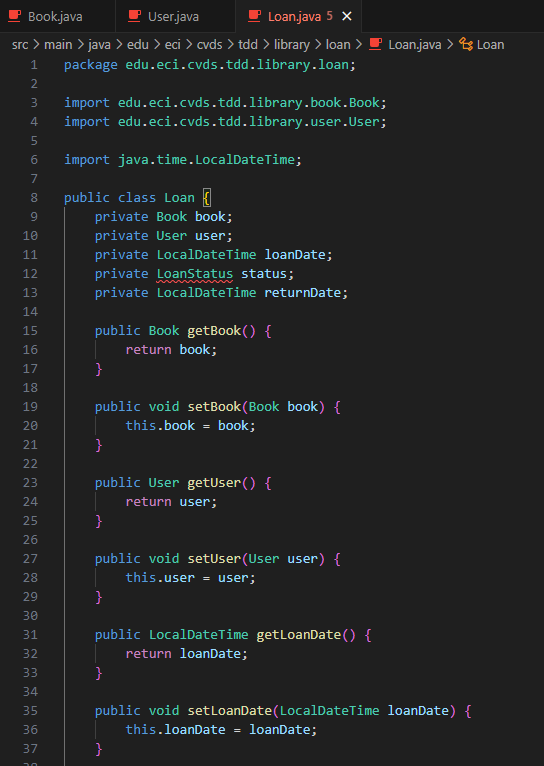 Book.java User.java Loan.java 5
src > main > java > edu > eci > cvds > tdd > library > loan > Loan.java > Loan
1 package edu.eci.cvds.tdd.library.loan;
2
3 import edu.eci.cvds.tdd.library.book.Book;
4 import edu.eci.cvds.tdd.library.user.User;
5
6 import java.time.LocalDateTime;
7
8 public class Loan {
9 private Book book;
10 private User user;
11 private LocalDateTime loanDate;
12 private LoanStatus status;
13 private LocalDateTime returnDate;
14
15 public Book getBook() {
16 return book;
17 }
18
19 public void setBook(Book book) {
20 this.book = book;
21 }
22
23 public User getUser() {
24 return user;
25 }
26
27 public void setUser(User user) {
28 this.user = user;
29 }
30
31 public LocalDateTime getLoanDate() {
32 return loanDate;
33 }
34
35 public void setLoanDate(LocalDateTime loanDate) {
36 this.loanDate = loanDate;
37 }